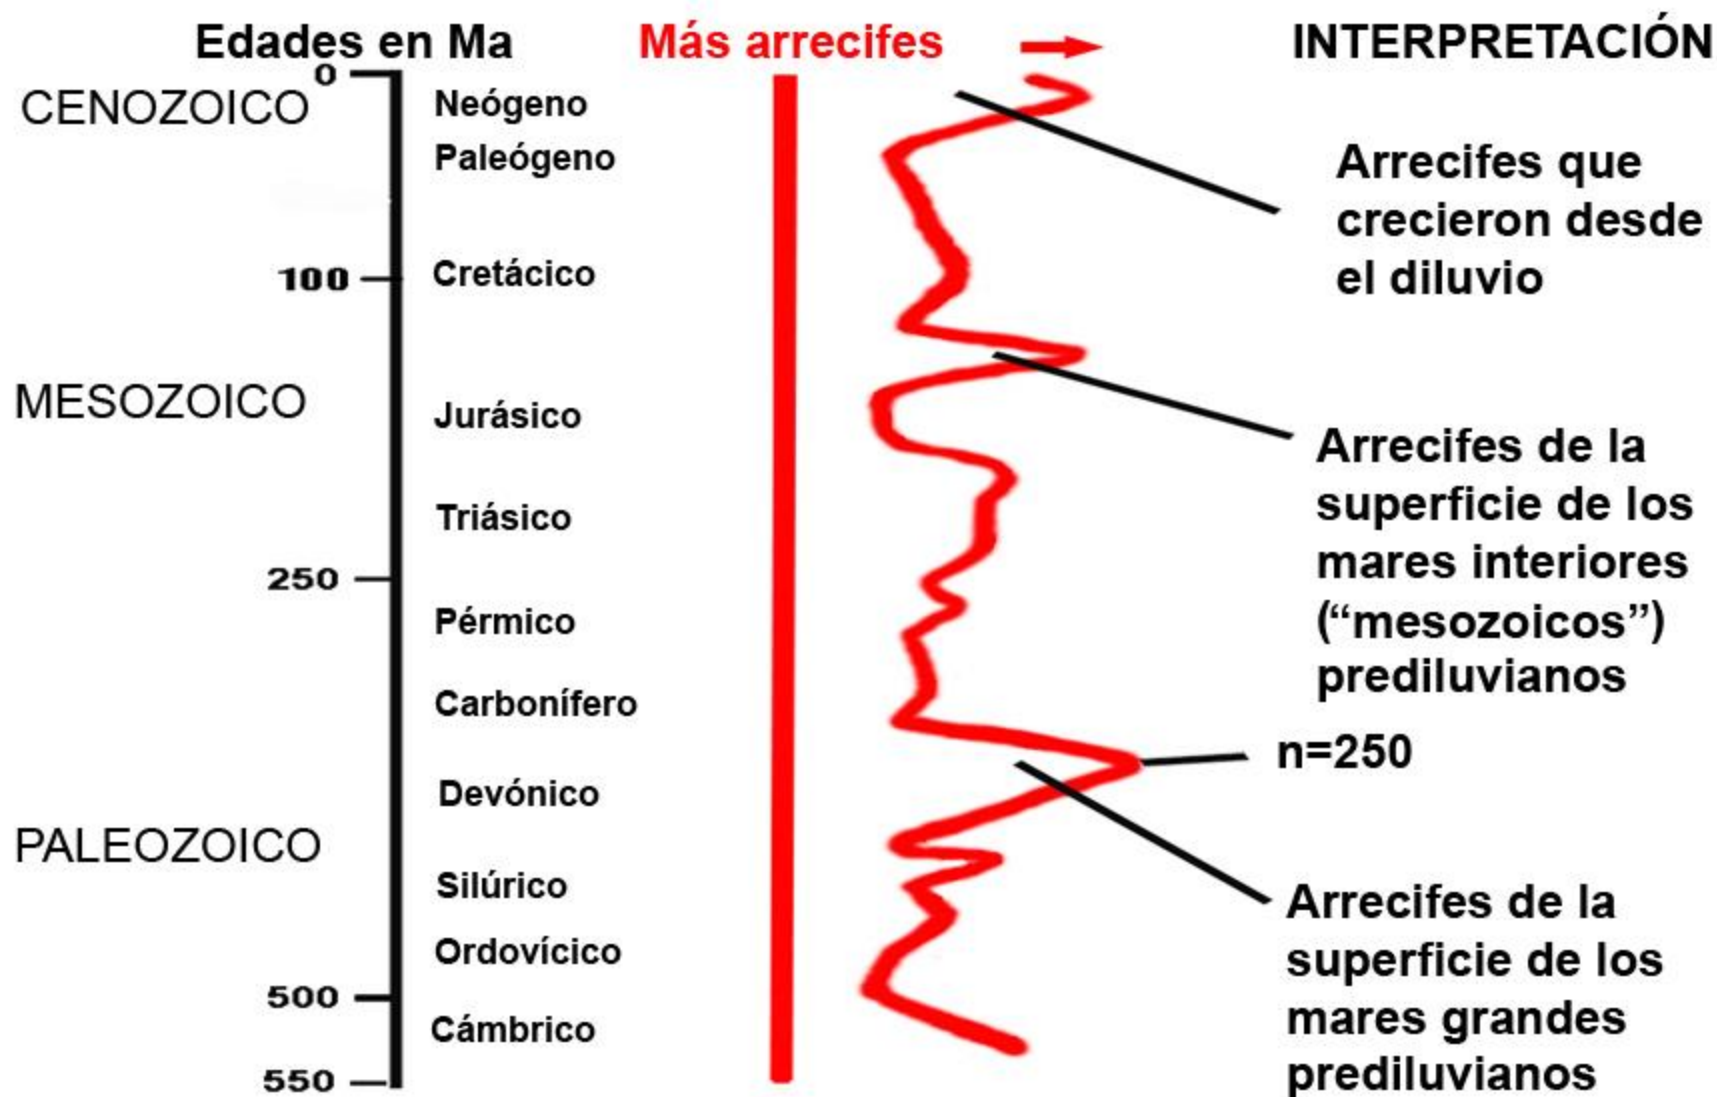 Edades en Ma
Más arrecifes
INTERPRETACIÓN
0
CENOZOICO
Neógeno
Paleógeno
Arrecifes que
crecieron desde
el diluvio
100
Cretácico
MESOZOICO
Jurásico
Arrecifes de la
superficie de los
mares interiores
(“mesozoicos”)
prediluvianos
Triásico
250
Pérmico
Carbonífero
n=250
Devónico
PALEOZOICO
Silúrico
Arrecifes de la
superficie de los
mares grandes
prediluvianos
Ordovícico
500
Cámbrico
550